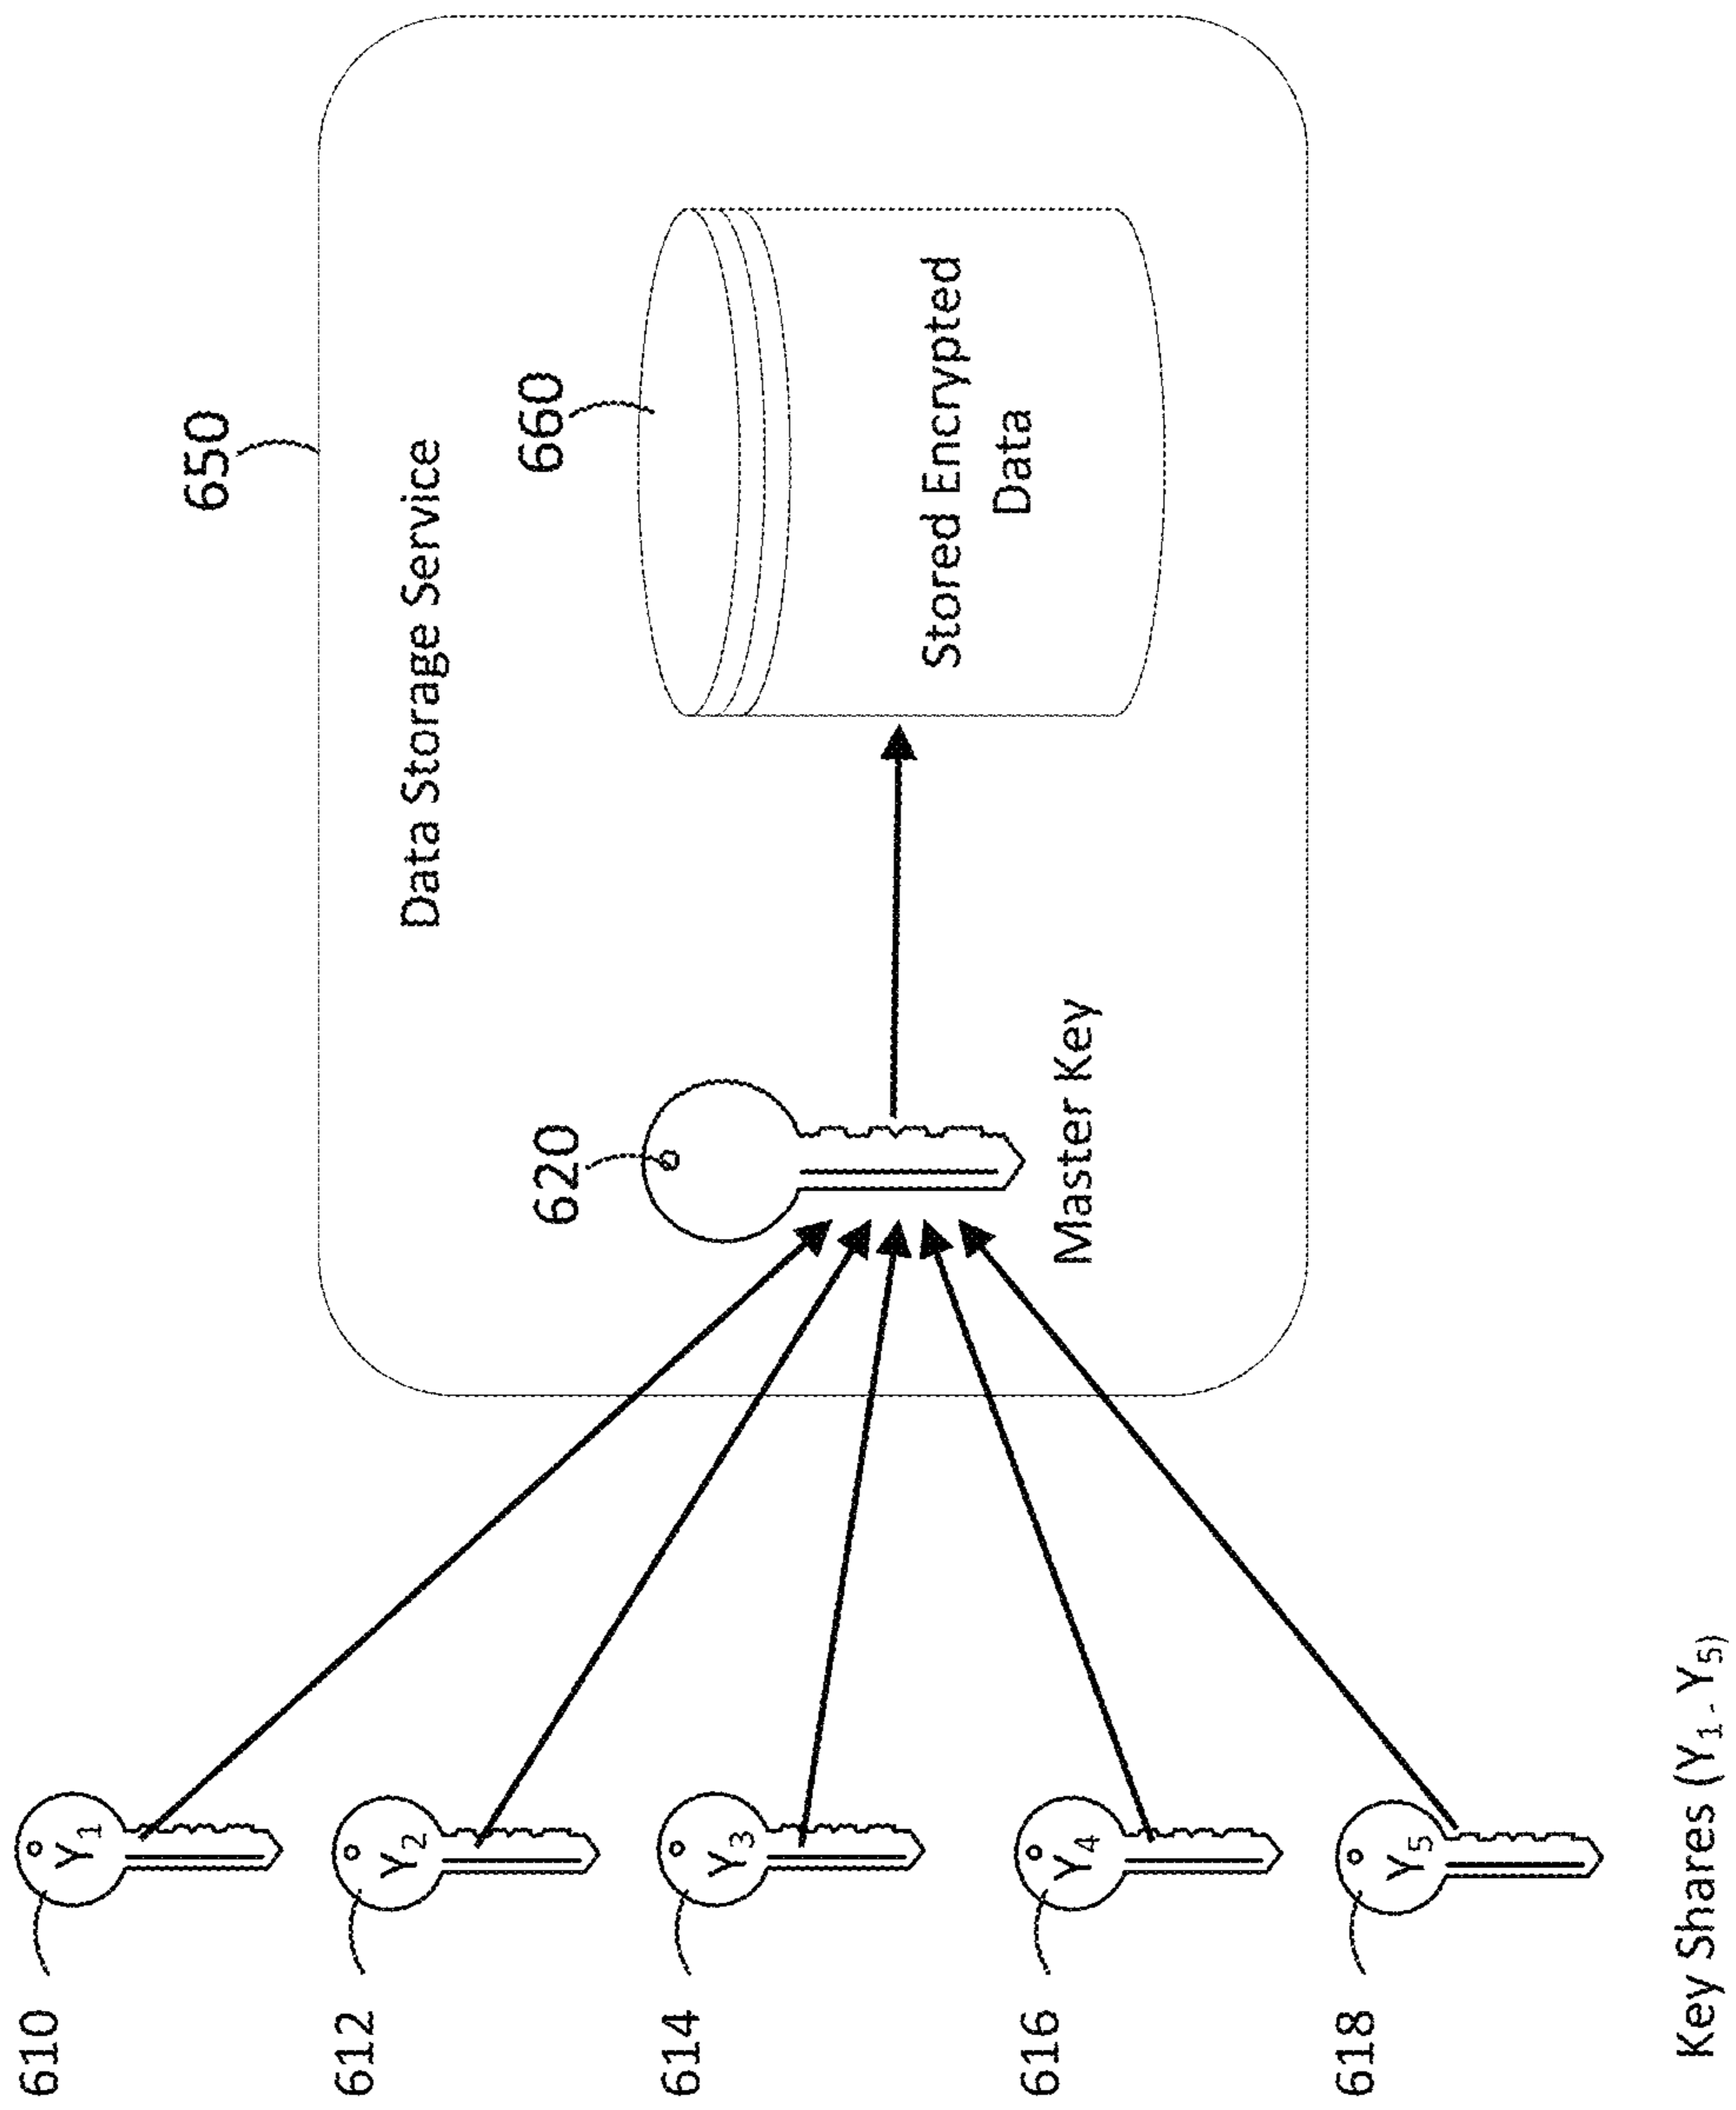 650
Data Storage Service
620
660
Master Key
Stored Encrypted
Data
610
Y1
612
Y2
614
Y3
616
Y4
618
Y5
Key Shares (Y1 - Y5)